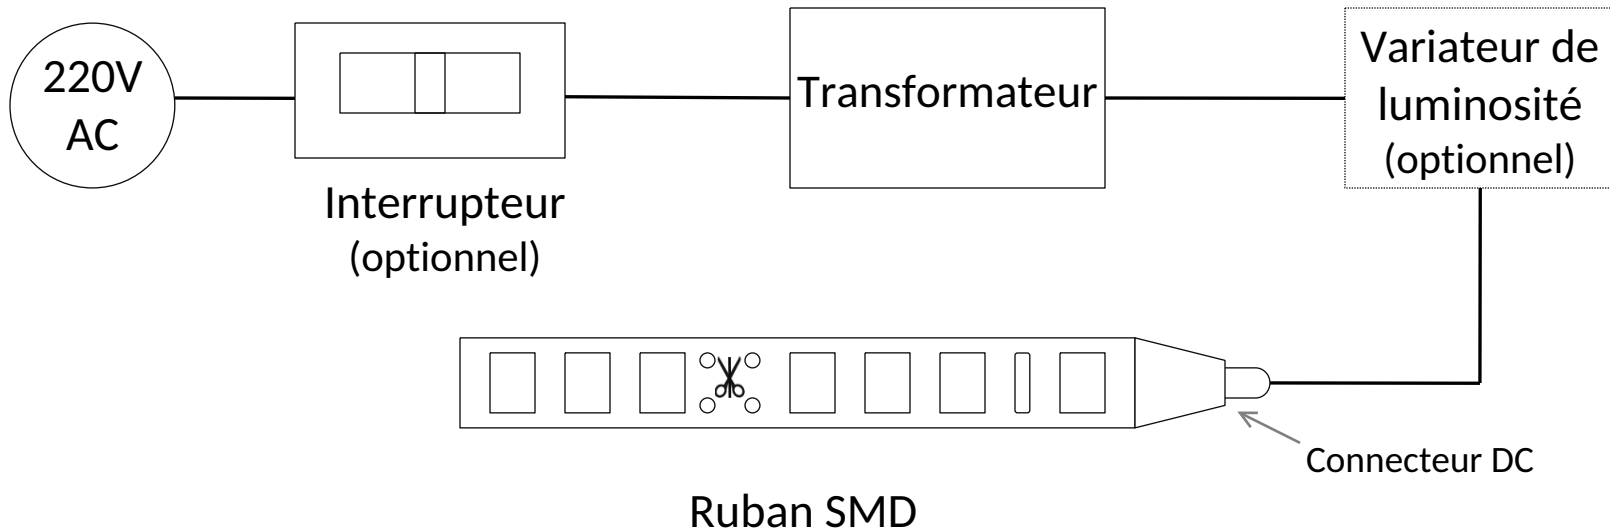 220V
AC
Interrupteur
(optionnel)
Transformateur
Variateur de
luminosité
(optionnel)
Connecteur DC
Ruban SMD